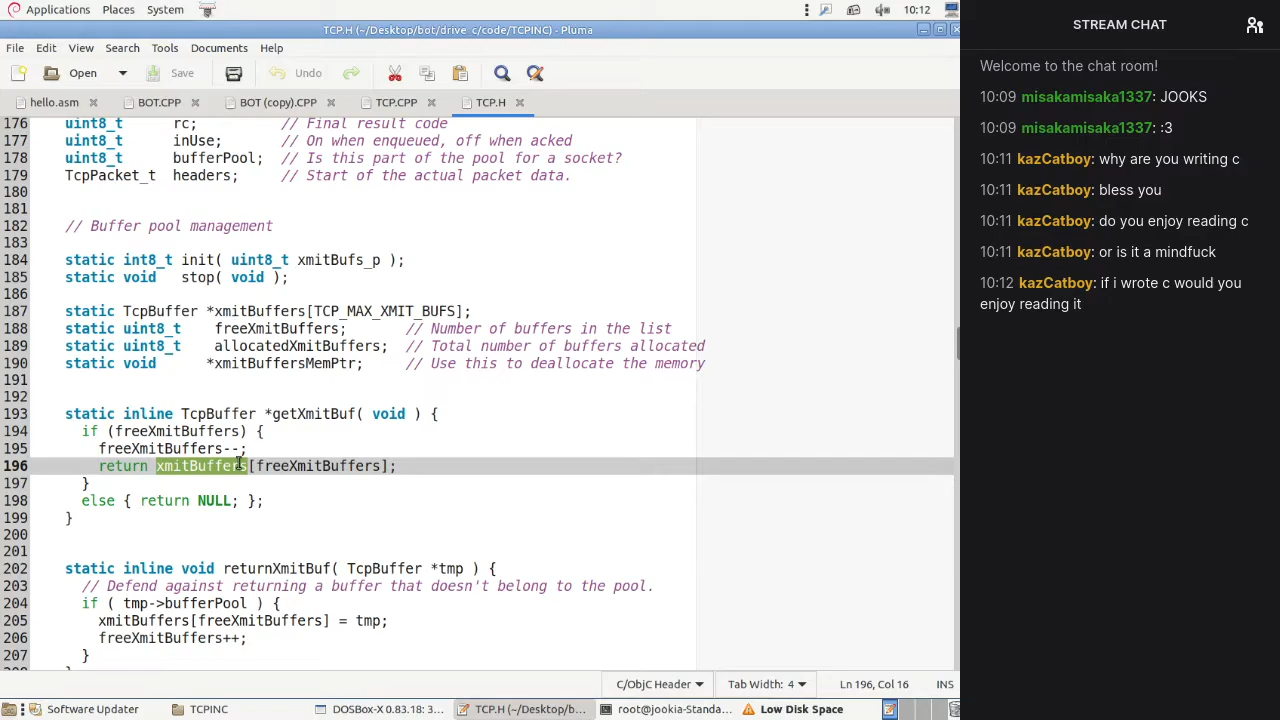 Applications Places System 10:12
TCP.H (~/Desktop/bot/drive_c/code/TCPINC) - Pluma
File Edit View Search Tools Documents Help
Open Save Undo
hello.asm BOT.CPP BOT (copy).CPP TCP.CPP TCP.H
176 uint8_t rc; // Final result code
177 uint8_t inUse; // On when enqueued, off when acked
178 uint8_t bufferPool; // Is this part of the pool for a socket?
179 TcpPacket_t headers; // Start of the actual packet data.
180
181
182 // Buffer pool management
183
184 static int8_t init( uint8_t xmitBufs_p );
185 static void stop( void );
186
187 static TcpBuffer *xmitBuffers[TCP_MAX_XMIT_BUFS];
188 static uint8_t freeXmitBuffers; // Number of buffers in the list
189 static uint8_t allocatedXmitBuffers; // Total number of buffers allocated
190 static void *xmitBuffersMemPtr; // Use this to deallocate the memory
191
192
193 static inline TcpBuffer *getXmitBuf( void ) {
194 if (freeXmitBuffers) {
195 freeXmitBuffers--;
196 return xmitBuffers[freeXmitBuffers];
197 }
198 else { return NULL; };
199 }
200
201
202 static inline void returnXmitBuf( TcpBuffer *tmp ) {
203 // Defend against returning a buffer that doesn't belong to the pool.
204 if ( tmp->bufferPool ) {
205 xmitBuffers[freeXmitBuffers] = tmp;
206 freeXmitBuffers++;
207 }
C/ObjC Header Tab Width: 4 Ln 196, Col 16 INS
Software Updater TCPINC DOSBox-X 0.83.18: 3... TCP.H (~/Desktop/b... root@jookia-Standa... Low Disk Space
STREAM CHAT
Welcome to the chat room!
10:09 misakamisaka1337: JOOKS
10:09 misakamisaka1337: :3
10:11 kazCatboy: why are you writing c
10:11 kazCatboy: bless you
10:11 kazCatboy: do you enjoy reading c
10:11 kazCatboy: or is it a mindfuck
10:12 kazCatboy: if i wrote c would you
enjoy reading it